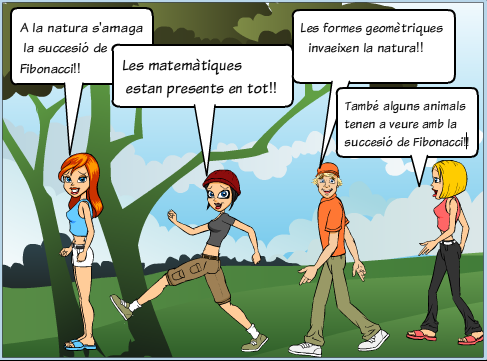 A la natura s'amaga
la succesió de
Fibonacci!!
Les matemàtiques
estan presents en tot!!
Les formes geomètriques
invaeixen la natura!!
També alguns animals
tenen a veure amb la
succesió de Fibonacci!!